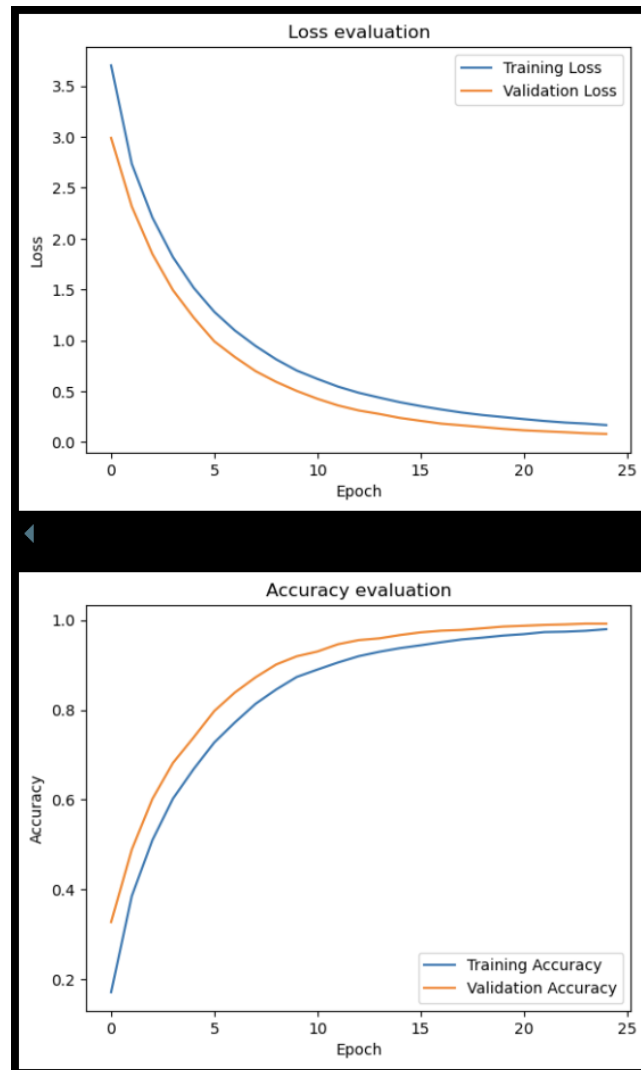 Loss evaluation
Training Loss
Validation Loss
3.5
3.0
2.5
2.0
1.5
1.0
0.5
0.0
Loss
0 5 10 15 20 25
Epoch
Accuracy evaluation
1.0
0.8
0.6
0.4
0.2
Accuracy
Training Accuracy
Validation Accuracy
0 5 10 15 20 25
Epoch